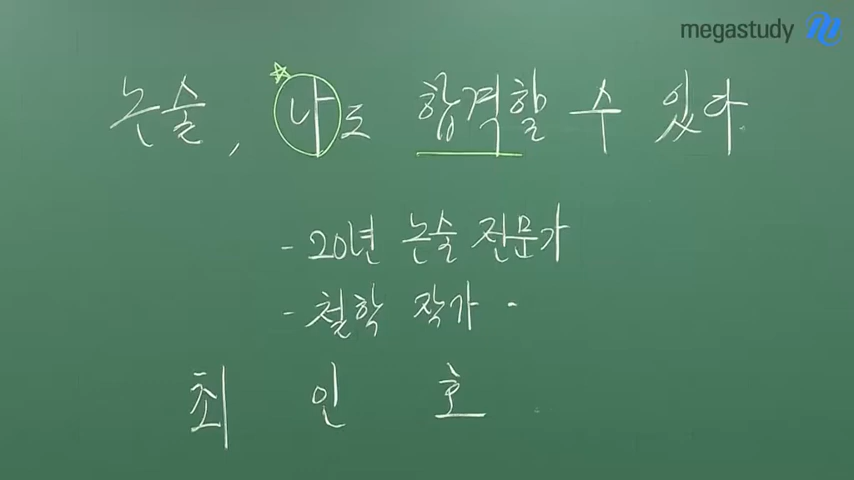 megastudy
논술, 나도 합격할 수 있다.
- 20년 논술 전문가
- 철학 작가
최 인 호